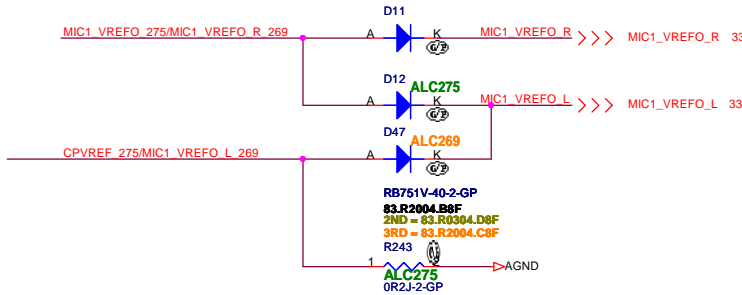 D11
MIC1_VREFO_275/MIC1_VREFO_R_269 A K MIC1_VREFO_R MIC1_VREFO_R 33
G/P
D12 ALC275
A K MIC1_VREFO_L MIC1_VREFO_L 33
G/P
D47 ALC269
CPVREF_275/MIC1_VREFO_L_269 A K
G/P
RB751V-40-2-GP
83.R2004.B8F
2ND = 83.R0304.D8F
3RD = 83.R2004.C8F
R243
1 2 AGND
ALC275
0R2J-2-GP